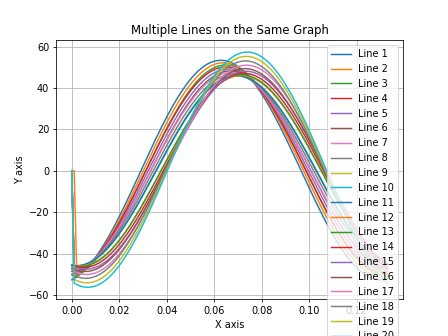 Multiple Lines on the Same Graph
60
40
20
0
−20
−40
−60
Y axis
0.00
0.02
0.04
0.06
0.08
0.10
X axis
Line 1
Line 2
Line 3
Line 4
Line 5
Line 6
Line 7
Line 8
Line 9
Line 10
Line 11
Line 12
Line 13
Line 14
Line 15
Line 16
Line 17
Line 18
Line 19
Line 20